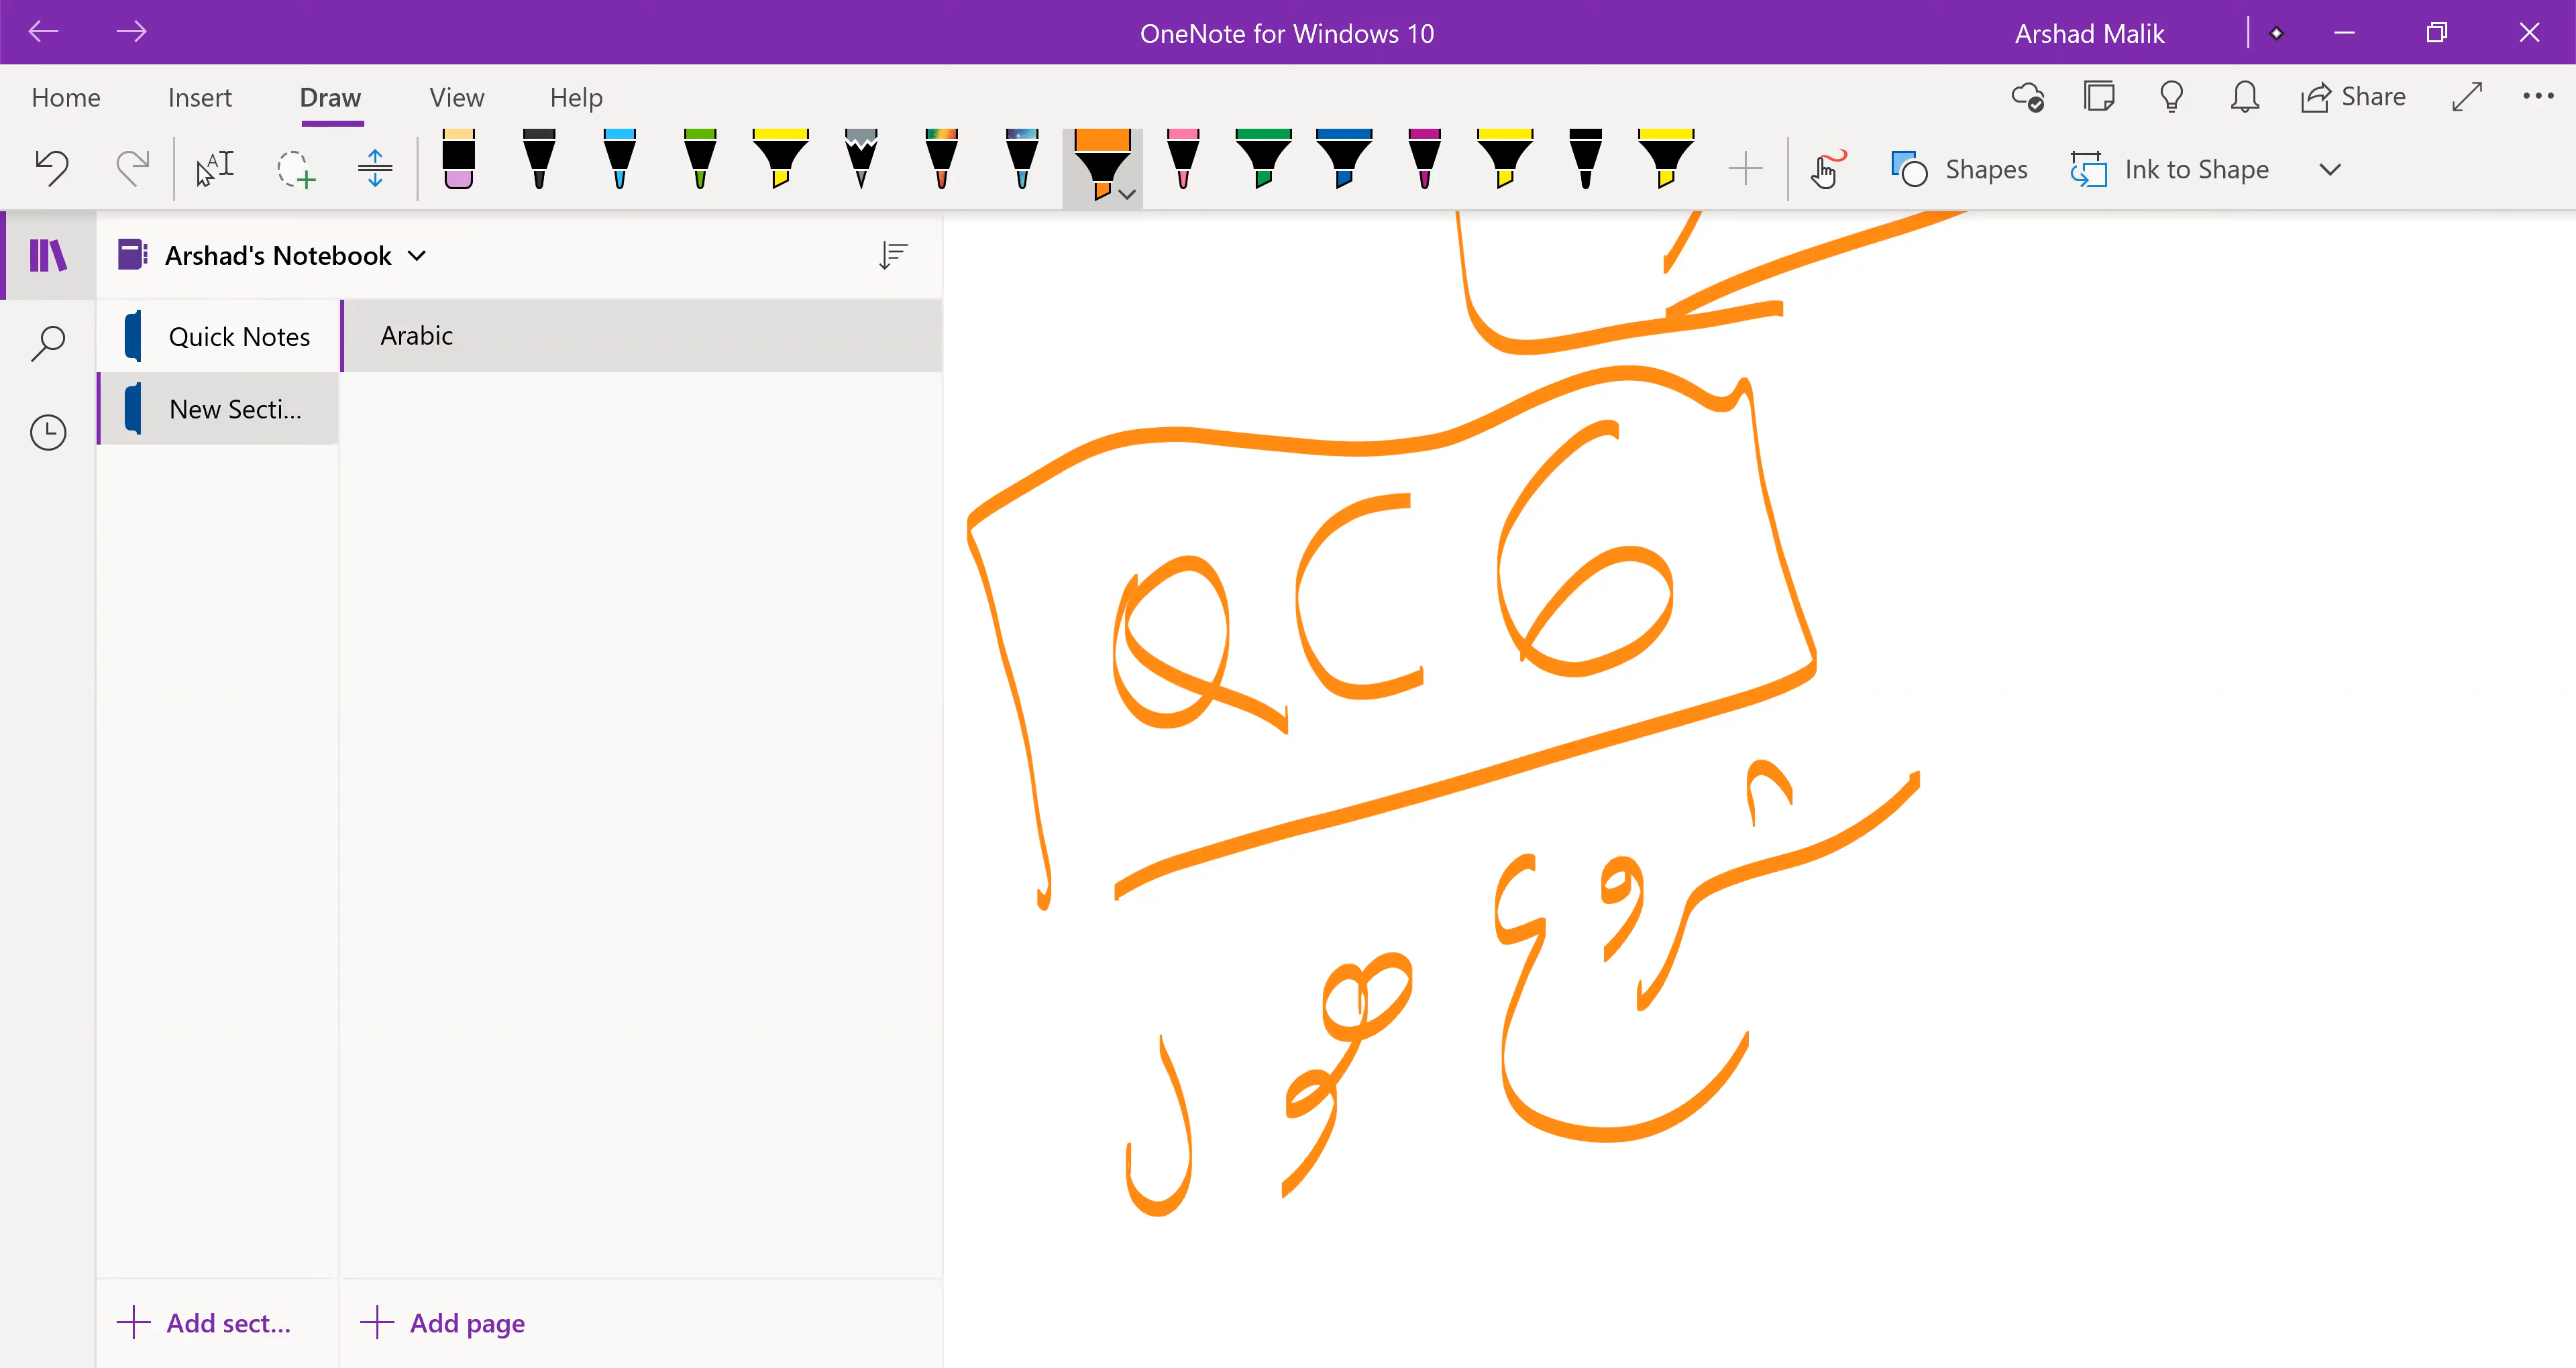 OneNote for Windows 10
Arshad Malik
Home Insert Draw View Help
Share
Shapes
Ink to Shape
Arshad's Notebook
Quick Notes
Arabic
New Secti...
QC6
Add sect...
Add page